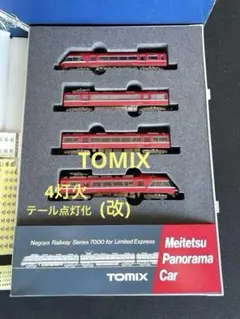 TOMIX
4灯火
テール点灯化 (改)
Nagoya Railway Series 7000 for Limited Express
Meitetsu
Panorama
Car
TOMIX